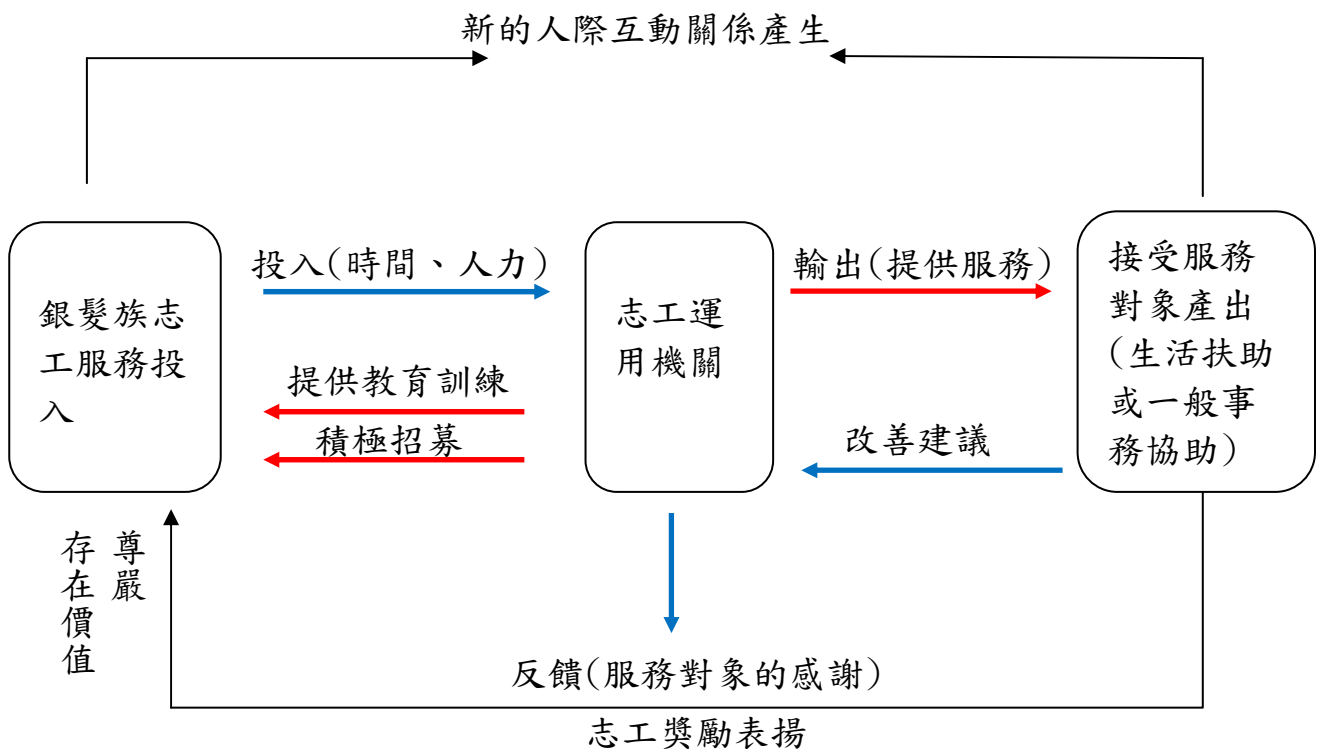 新的人際互動關係產生
銀髮族志
工服務投
入
投入(時間、人力)
提供教育訓練
積極招募
志工運
用機關
輸出(提供服務)
改善建議
接受服務
對象產出
(生活扶助
或一般事
務協助)
尊嚴
存在價值
反饋(服務對象的感謝)
志工獎勵表揚